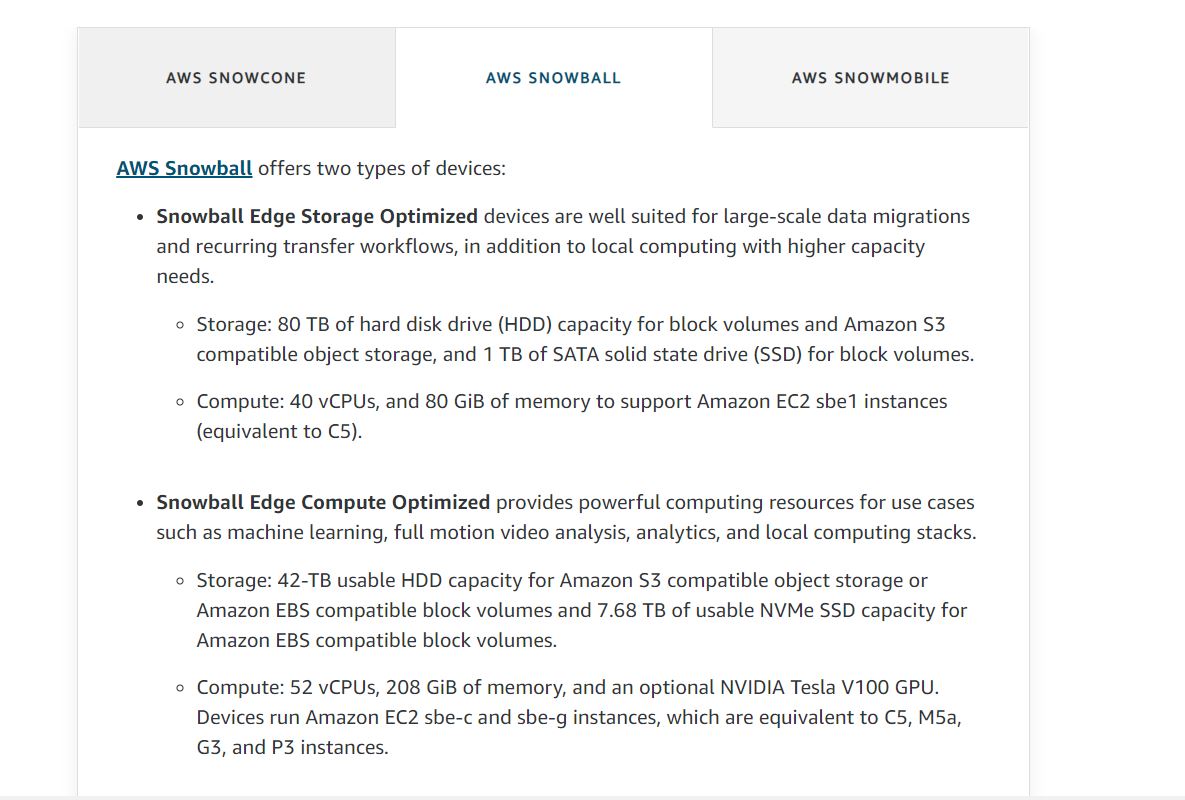 AWS SNOWCONE
AWS SNOWBALL
AWS SNOWMOBILE
AWS Snowball offers two types of devices:
• Snowball Edge Storage Optimized devices are well suited for large-scale data migrations
and recurring transfer workflows, in addition to local computing with higher capacity
needs.
◦ Storage: 80 TB of hard disk drive (HDD) capacity for block volumes and Amazon S3
compatible object storage, and 1 TB of SATA solid state drive (SSD) for block volumes.
◦ Compute: 40 vCPUs, and 80 GiB of memory to support Amazon EC2 sbe1 instances
(equivalent to C5).
• Snowball Edge Compute Optimized provides powerful computing resources for use cases
such as machine learning, full motion video analysis, analytics, and local computing stacks.
◦ Storage: 42-TB usable HDD capacity for Amazon S3 compatible object storage or
Amazon EBS compatible block volumes and 7.68 TB of usable NVMe SSD capacity for
Amazon EBS compatible block volumes.
◦ Compute: 52 vCPUs, 208 GiB of memory, and an optional NVIDIA Tesla V100 GPU.
Devices run Amazon EC2 sbe-c and sbe-g instances, which are equivalent to C5, M5a,
G3, and P3 instances.